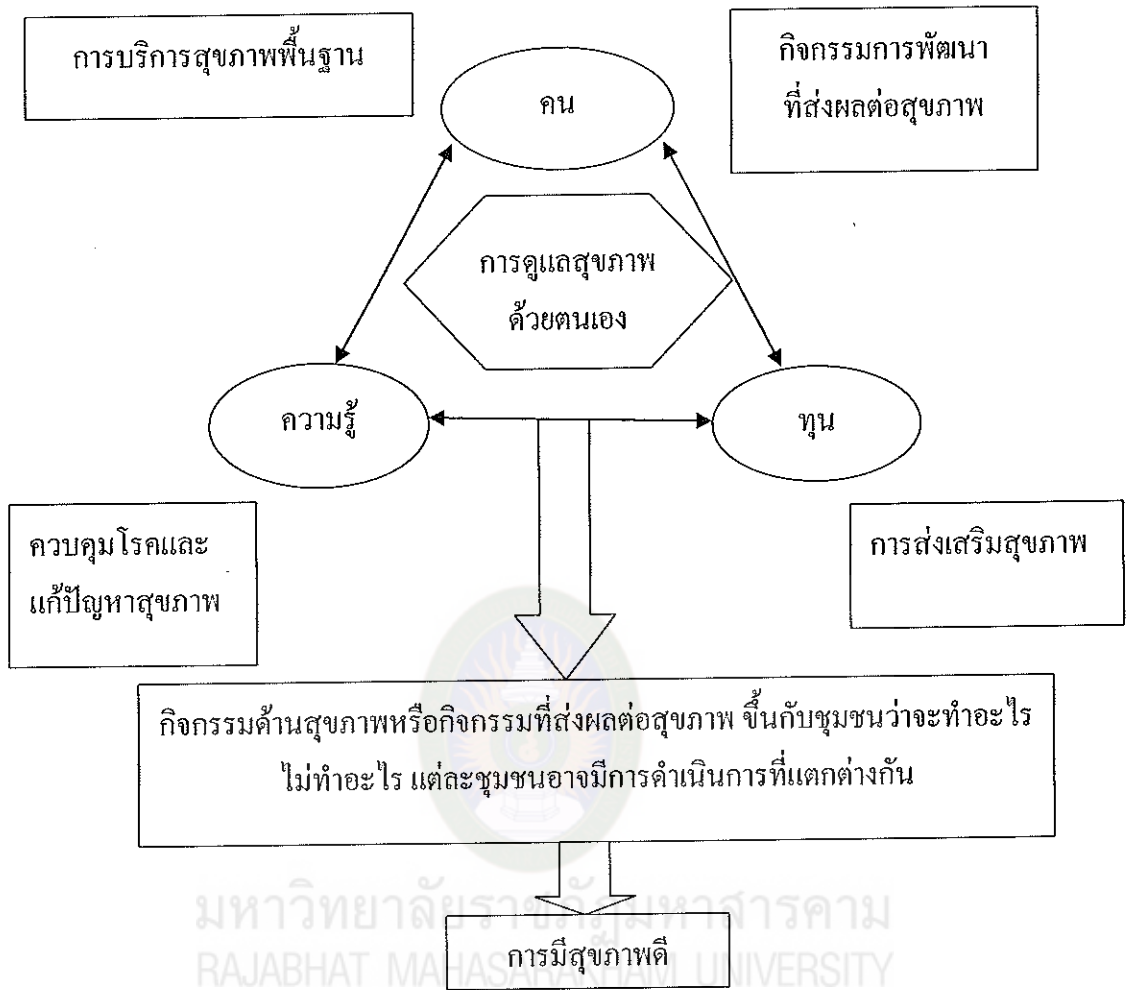 การบริการสุขภาพพื้นฐาน
กิจกรรมการพัฒนา
ที่ส่งผลต่อสุขภาพ
คน
การดูแลสุขภาพ
ด้วยตนเอง
ความรู้
ทุน
ควบคุมโรคและ
แก้ปัญหาสุขภาพ
การส่งเสริมสุขภาพ
กิจกรรมด้านสุขภาพหรือกิจกรรมที่ส่งผลต่อสุขภาพ ขึ้นกับชุมชนว่าจะทำอะไร
ไม่ทำอะไร แต่ละชุมชนอาจมีการดำเนินการที่แตกต่างกัน
มหาวิทยาลัยราชภัฏมหาสารคาม
การมีสุขภาพดี
RAJABHAT MAHASARAKHAM UNIVERSITY